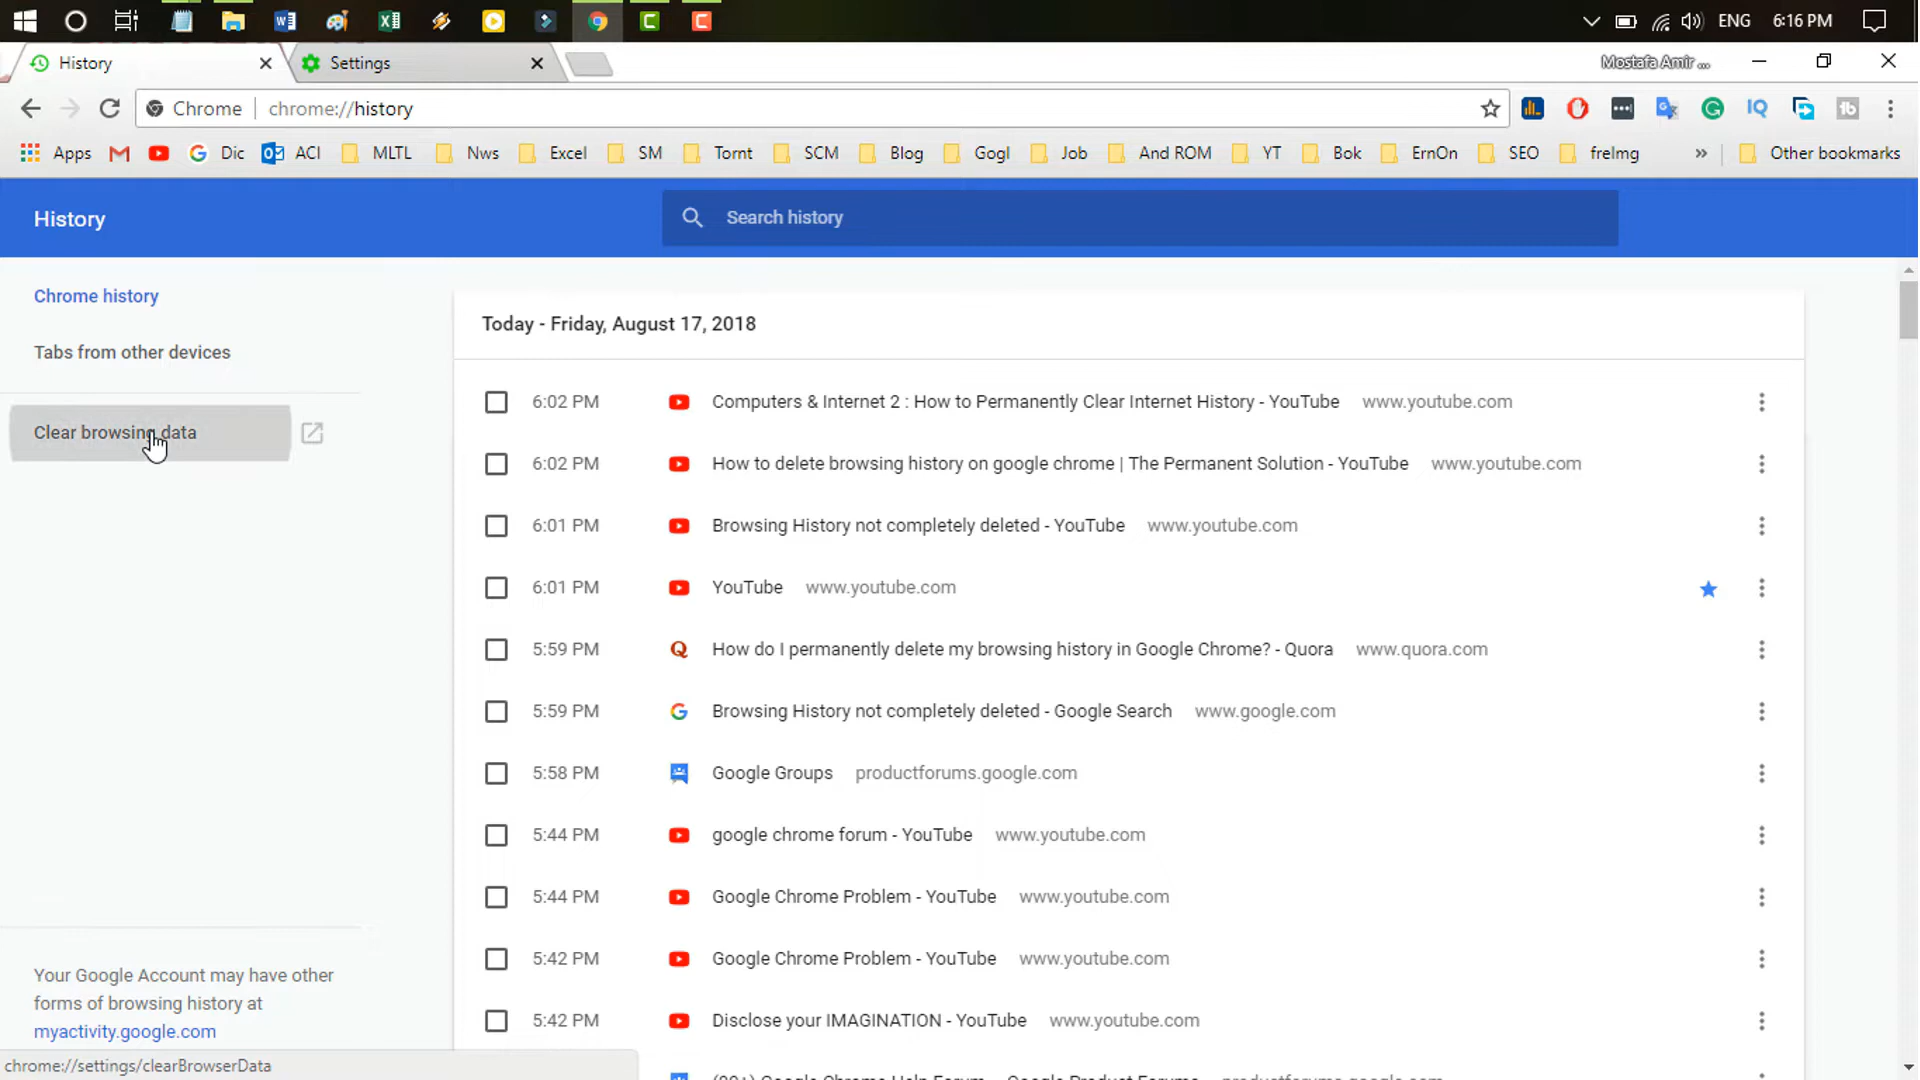 ENG 6:16 PM
History
Settings
Mostafa Amir ...
Chrome chrome://history
IQ
Apps Dic ACI MLTL Nws Excel SM Tornt SCM Blog Gogl Job And ROM YT Bok ErnOn SEO frelmg » Other bookmarks
History
Search history
Chrome history
Tabs from other devices
Clear browsing data
Today - Friday, August 17, 2018
6:02 PM Computers & Internet 2 : How to Permanently Clear Internet History - YouTube www.youtube.com
6:02 PM How to delete browsing history on google chrome | The Permanent Solution - YouTube www.youtube.com
6:01 PM Browsing History not completely deleted - YouTube www.youtube.com
6:01 PM YouTube www.youtube.com
5:59 PM How do I permanently delete my browsing history in Google Chrome? - Quora www.quora.com
5:59 PM Browsing History not completely deleted - Google Search www.google.com
5:58 PM Google Groups productforums.google.com
5:44 PM google chrome forum - YouTube www.youtube.com
5:44 PM Google Chrome Problem - YouTube www.youtube.com
5:42 PM Google Chrome Problem - YouTube www.youtube.com
5:42 PM Disclose your IMAGINATION - YouTube www.youtube.com
Your Google Account may have other
forms of browsing history at
myactivity.google.com
chrome://settings/clearBrowserData